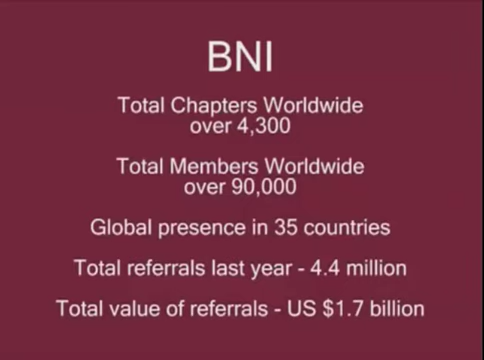 BNI
Total Chapters Worldwide
over 4,300
Total Members Worldwide
over 90,000
Global presence in 35 countries
Total referrals last year - 4.4 million
Total value of referrals - US $1.7 billion